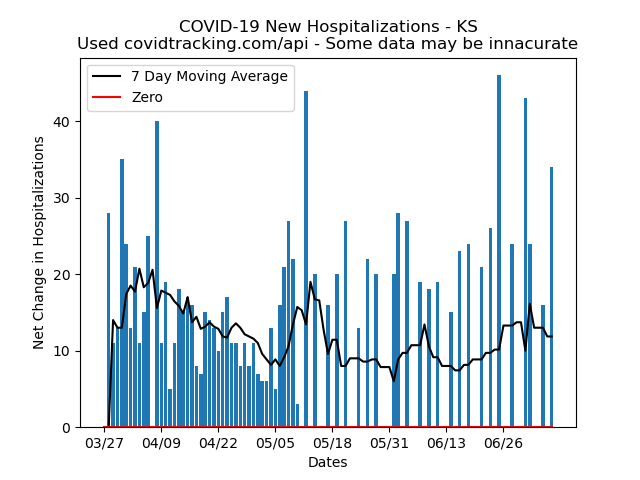 COVID-19 New Hospitalizations - KS
Used covidtracking.com/api - Some data may be innacurate
7 Day Moving Average
Zero
Net Change in Hospitalizations
40
30
20
10
0
03/27 04/09 04/22 05/05 05/18 05/31 06/13 06/26
Dates